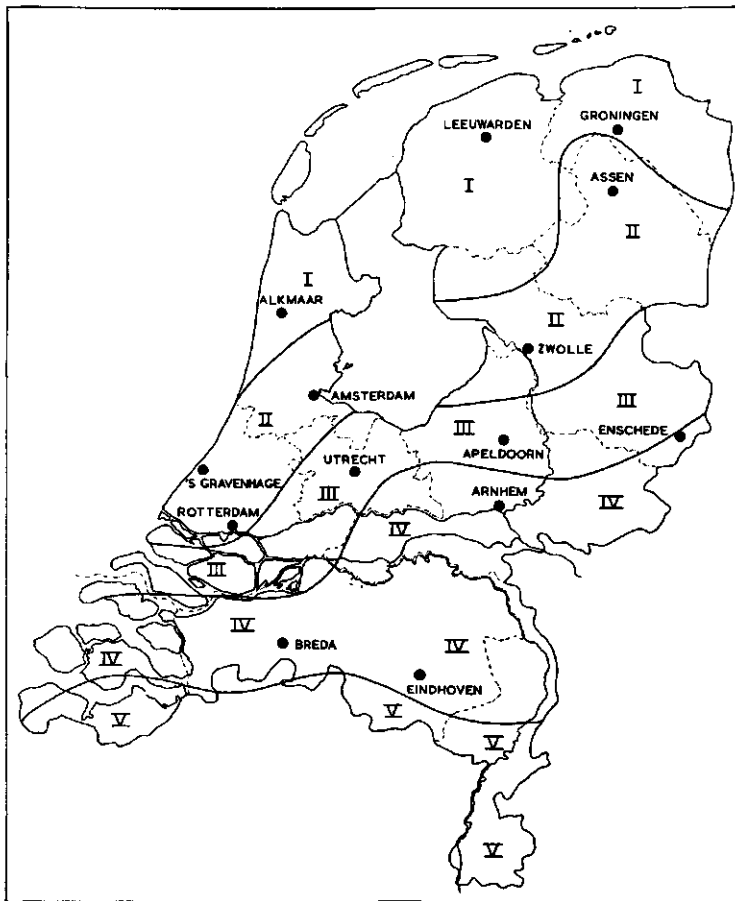 I
GRONINGEN
LEEUWARDEN
I
ASSEN
II
I
ALKMAAR
II
ZWOLLE
AMSTERDAM
III
II
III
ENSCHEDE
UTRECHT
APELDOORN
'S GRAVENHAGE
III
ARNHEM
IV
ROTTERDAM
IV
III
IV
BREDA
IV
IV
EINDHOVEN
V
V
V
V